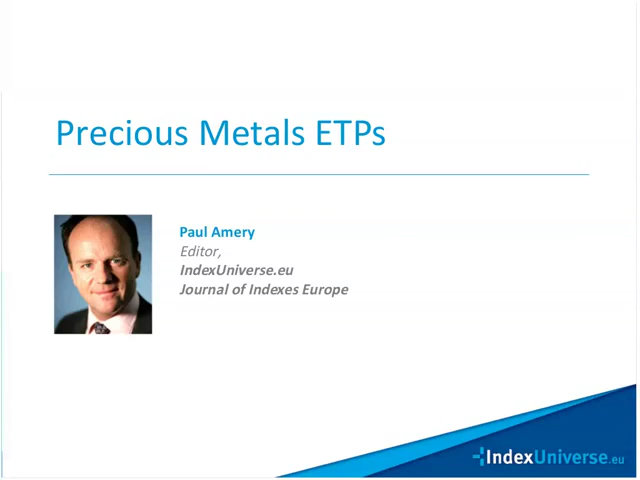 Precious Metals ETPs
Paul Amery
Editor,
IndexUniverse.eu
Journal of Indexes Europe
IndexUniverse.eu